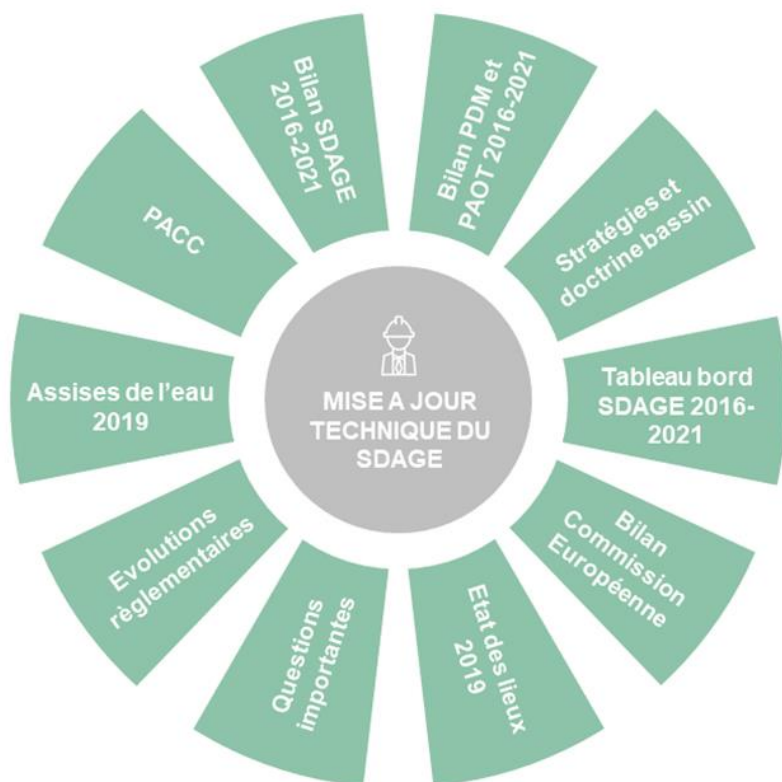 Bilan SDAGE
2016-2021
Bilan PDM et
PAOT 2016-2021
Stratégies et
doctrine bassin
Tableau bord
SDAGE 2016-
2021
Bilan
Commission
Européenne
Etat des lieux
2019
Questions
importantes
Evolutions
règlementaires
Assises de l'eau
2019
PACC
MISE A JOUR
TECHNIQUE DU
SDAGE